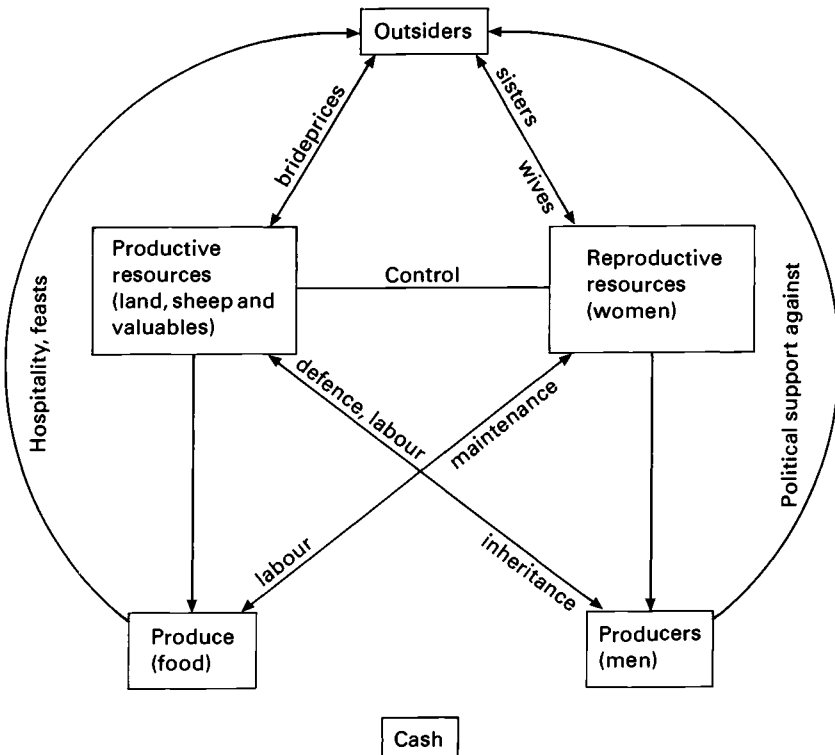 Outsiders
brideprices
sisters
wives
Productive
resources
(land, sheep and
valuables)
Control
Reproductive
resources
(women)
Hospitality, feasts
defence, labour
maintenance
Political support against
labour
inheritance
Produce
(food)
Producers
(men)
Cash